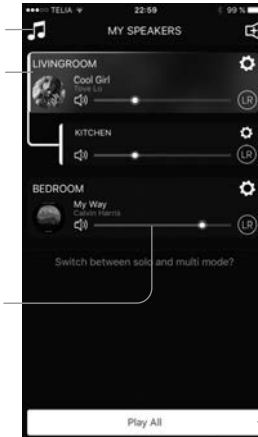 TELIA 22:59 99 %
MY SPEAKERS
LIVINGROOM
Cool Girl
Tove Lo
LR
KITCHEN
LR
BEDROOM
My Way
Calvin Harris
LR
Switch between solo and multi mode?
Play All